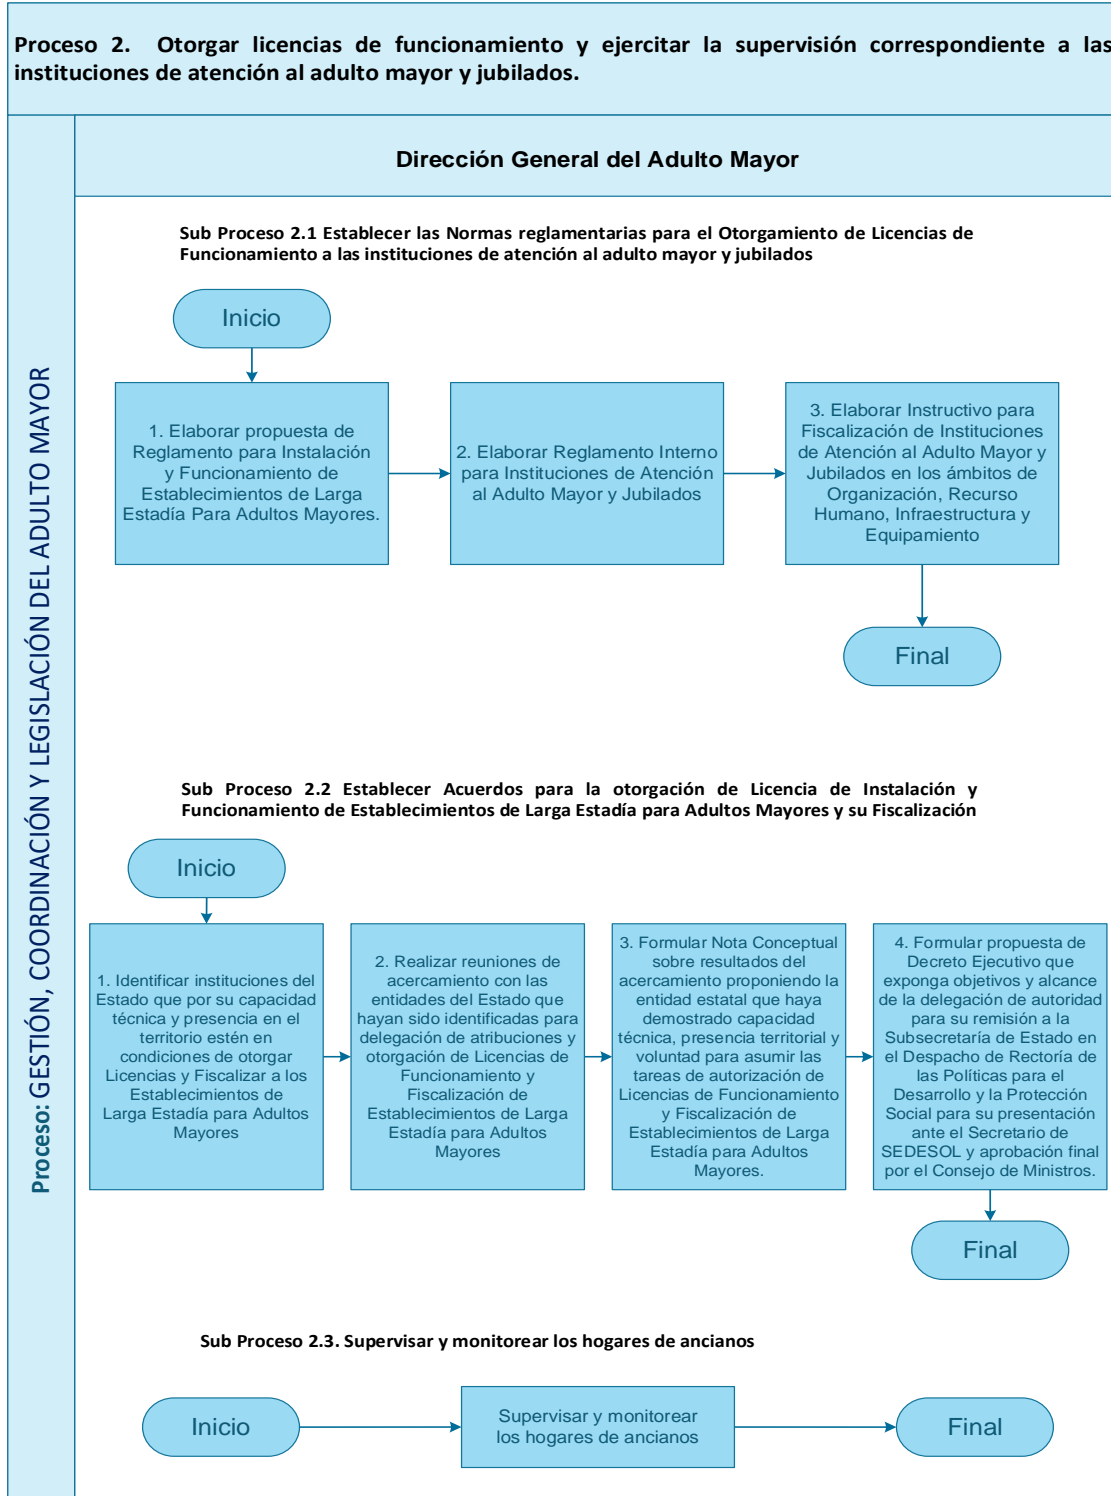 Proceso 2. Otorgar licencias de funcionamiento y ejercitar la supervisión correspondiente a las
instituciones de atención al adulto mayor y jubilados.
Proceso: GESTIÓN, COORDINACIÓN Y LEGISLACIÓN DEL ADULTO MAYOR
Dirección General del Adulto Mayor
Sub Proceso 2.1 Establecer las Normas reglamentarias para el Otorgamiento de Licencias de
Funcionamiento a las instituciones de atención al adulto mayor y jubilados
Inicio
1. Elaborar propuesta de
Reglamento para Instalación
y Funcionamiento de
Establecimientos de Larga
Estadía Para Adultos Mayores.
2. Elaborar Reglamento Interno
para Instituciones de Atención
al Adulto Mayor y Jubilados
3. Elaborar Instructivo para
Fiscalización de Instituciones
de Atención al Adulto Mayor y
Jubilados en los ámbitos de
Organización, Recurso
Humano, Infraestructura y
Equipamiento
Final
Sub Proceso 2.2 Establecer Acuerdos para la otorgación de Licencia de Instalación y
Funcionamiento de Establecimientos de Larga Estadía para Adultos Mayores y su Fiscalización
Inicio
1. Identificar instituciones del
Estado que por su capacidad
técnica y presencia en el
territorio estén en
condiciones de otorgar
Licencias y Fiscalizar a los
Establecimientos de
Larga Estadía para Adultos
Mayores
2. Realizar reuniones de
acercamiento con las
entidades del Estado que
hayan sido identificadas para
delegación de atribuciones y
otorgación de Licencias de
Funcionamiento y
Fiscalización de
Establecimientos de Larga
Estadía para Adultos
Mayores
3. Formular Nota Conceptual
sobre resultados del
acercamiento proponiendo la
entidad estatal que haya
demostrado capacidad
técnica, presencia territorial y
voluntad para asumir las
tareas de autorización de
Licencias de Funcionamiento
y Fiscalización de
Establecimientos de Larga
Estadía para Adultos
Mayores.
4. Formular propuesta de
Decreto Ejecutivo que
exponga objetivos y alcance
de la delegación de autoridad
para su remisión a la
Subsecretaría de Estado en
el Despacho de Rectoría de
las Políticas para el
Desarrollo y la Protección
Social para su presentación
ante el Secretario de
SEDESOL y aprobación final
por el Consejo de Ministros.
Final
Sub Proceso 2.3. Supervisar y monitorear los hogares de ancianos
Inicio
Supervisar y monitorear
los hogares de ancianos
Final